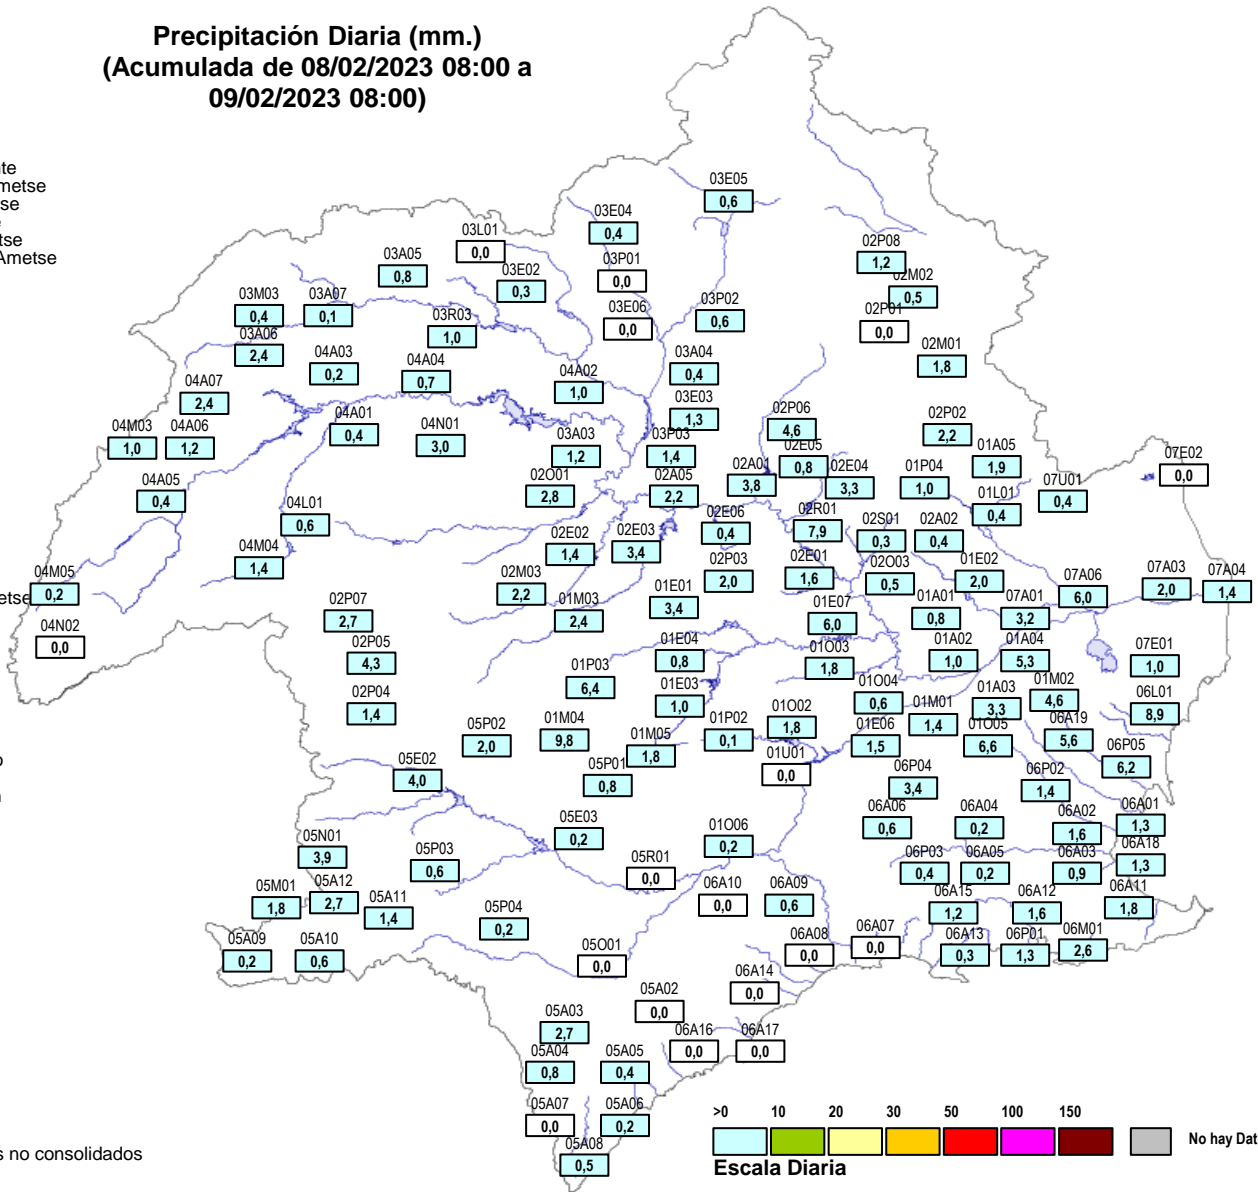 Precipitación Diaria (mm.)
(Acumulada de 08/02/2023 08:00 a
09/02/2023 08:00)
nte
metse
tse
e
tse
Ametse
etse
o
n
s no consolidados
03E05
0,6
03E04
0,4
03L01
0,0
03P01
0,0
03A05
0,8
03E02
0,3
02P08
1,2
02M02
0,5
03M03
0,4
03A07
0,1
03E06
0,0
03P02
0,6
02P01
0,0
03R03
1,0
03A06
2,4
04A03
0,2
04A04
0,7
04A02
1,0
03A04
0,4
02M01
1,8
04A07
2,4
03E03
1,3
04M03
1,0
04A06
1,2
04A01
0,4
04N01
3,0
03A03
1,2
03P03
1,4
02P06
4,6
02P02
2,2
02E05
0,8
01A05
1,9
07E02
0,0
04A05
0,4
02O01
2,8
02A05
2,2
02A01
3,8
02E04
3,3
01P04
1,0
07U01
0,4
01L01
0,4
04L01
0,6
02E06
0,4
02R01
7,9
02S01
0,3
02A02
0,4
04M04
1,4
02E02
1,4
02E03
3,4
04M05
0,2
02M03
2,2
02P03
2,0
02E01
1,6
02O03
0,5
01E02
2,0
07A06
6,0
07A03
2,0
07A04
1,4
02P07
2,7
01M03
2,4
01E01
3,4
01E07
6,0
01A01
0,8
07A01
3,2
04N02
0,0
02P05
4,3
01E04
0,8
01O03
1,8
01A02
1,0
01A04
5,3
07E01
1,0
01P03
6,4
01E03
1,0
01O04
0,6
01A03
3,3
01M02
4,6
06L01
8,9
02P04
1,4
01O02
1,8
01M01
1,4
05P02
2,0
01M04
9,8
01M05
1,8
01P02
0,1
01E06
1,5
01O05
6,6
06A19
5,6
06P05
6,2
05E02
4,0
05P01
0,8
01U01
0,0
06P04
3,4
06P02
1,4
05E03
0,2
01O06
0,2
06A06
0,6
06A04
0,2
06A02
1,6
06A01
1,3
05N01
3,9
05P03
0,6
05R01
0,0
06P03
0,4
06A05
0,2
06A03
0,9
06A18
1,3
05M01
1,8
05A12
2,7
05A11
1,4
06A10
0,0
06A09
0,6
06A15
1,2
06A12
1,6
06A11
1,8
05P04
0,2
05A09
0,2
05A10
0,6
05O01
0,0
06A08
0,0
06A07
0,0
06A13
0,3
06P01
1,3
06M01
2,6
06A14
0,0
05A02
0,0
05A03
2,7
06A16
0,0
06A17
0,0
05A04
0,8
05A05
0,4
05A07
0,0
05A06
0,2
05A08
0,5
>0 10 20 30 50 100 150
No hay Dat
Escala Diaria